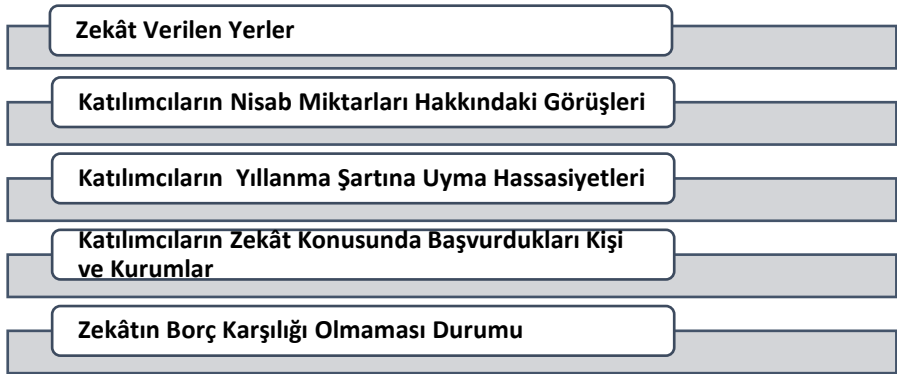 Zekât Verilen Yerler
Katılımcıların Nisab Miktarları Hakkındaki Görüşleri
Katılımcıların Yıllanma Şartına Uyma Hassasiyetleri
Katılımcıların Zekât Konusunda Başvurdukları Kişi
ve Kurumlar
Zekâtın Borç Karşılığı Olmaması Durumu